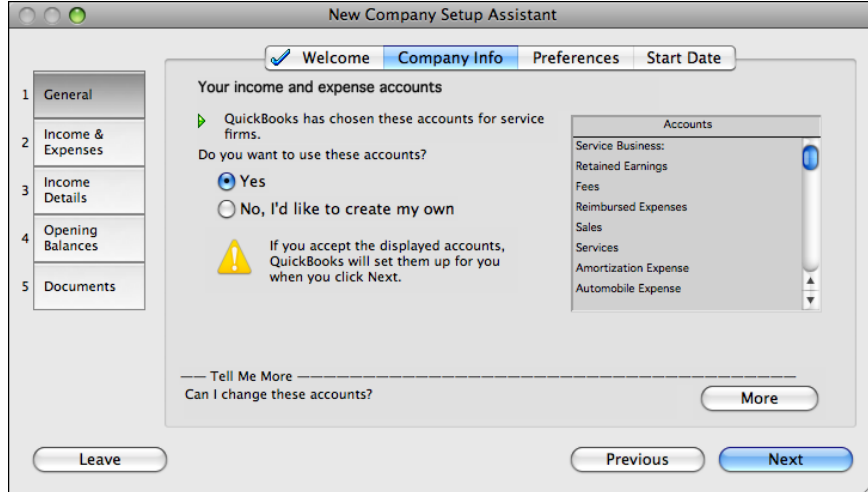 New Company Setup Assistant
Welcome Company Info Preferences Start Date
1 General
2 Income &
Expenses
3 Income
Details
4 Opening
Balances
5 Documents
Your income and expense accounts
QuickBooks has chosen these accounts for service
firms.
Do you want to use these accounts?
Yes
No, I'd like to create my own
If you accept the displayed accounts,
QuickBooks will set them up for you
when you click Next.
Accounts
Service Business:
Retained Earnings
Fees
Reimbursed Expenses
Sales
Services
Amortization Expense
Automobile Expense
Tell Me More
Can I change these accounts?
More
Leave
Previous
Next